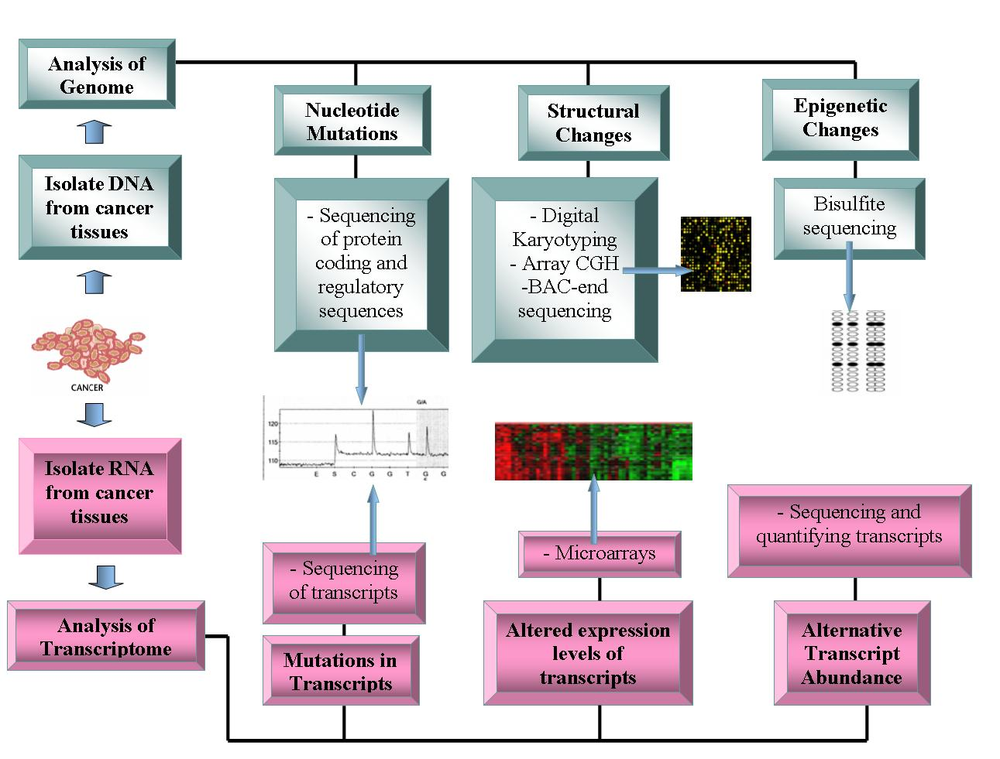 Analysis of
Genome
Nucleotide
Mutations
Structural
Changes
Epigenetic
Changes
Isolate DNA
from cancer
tissues
- Sequencing
of protein
coding and
regulatory
sequences
- Digital
Karyotyping
- Array CGH
-BAC-end
sequencing
Bisulfite
sequencing
CANCER
G/A
120
115
110
E S C G G T G G
Isolate RNA
from cancer
tissues
- Sequencing
of transcripts
- Microarrays
- Sequencing and
quantifying transcripts
Analysis of
Transcriptome
Mutations in
Transcripts
Altered expression
levels of
transcripts
Alternative
Transcript
Abundance